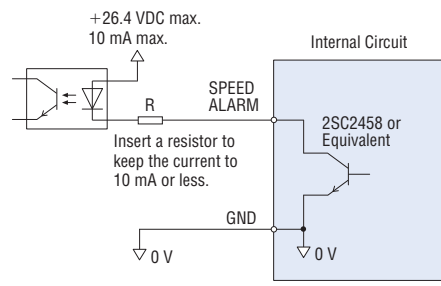 +26.4 VDC max.
10 mA max.
Internal Circuit
SPEED
ALARM
R
2SC2458 or
Equivalent
Insert a resistor to
keep the current to
10 mA or less.
GND
0 V
0 V